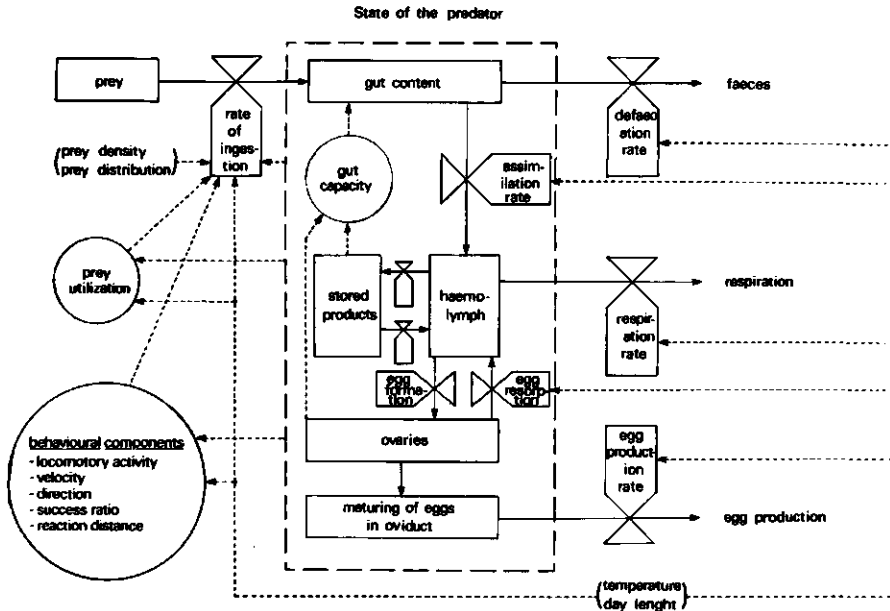 State of the predator
prey
gut content
faeces
rate
of
inges-
tion
defaec
ation
rate
(prey density
prey distribution)
gut
capacity
assim-
ilation
rate
prey
utilization
stored
products
haemo-
lymph
respiration
respir-
ation
rate
egg
forma-
tion
egg
resorp-
tion
behavioural components
- locomotory activity
- velocity
- direction
- success ratio
- reaction distance
ovaries
egg
product-
ion
rate
maturing of eggs
in oviduct
egg production
(temperature
day lenght)